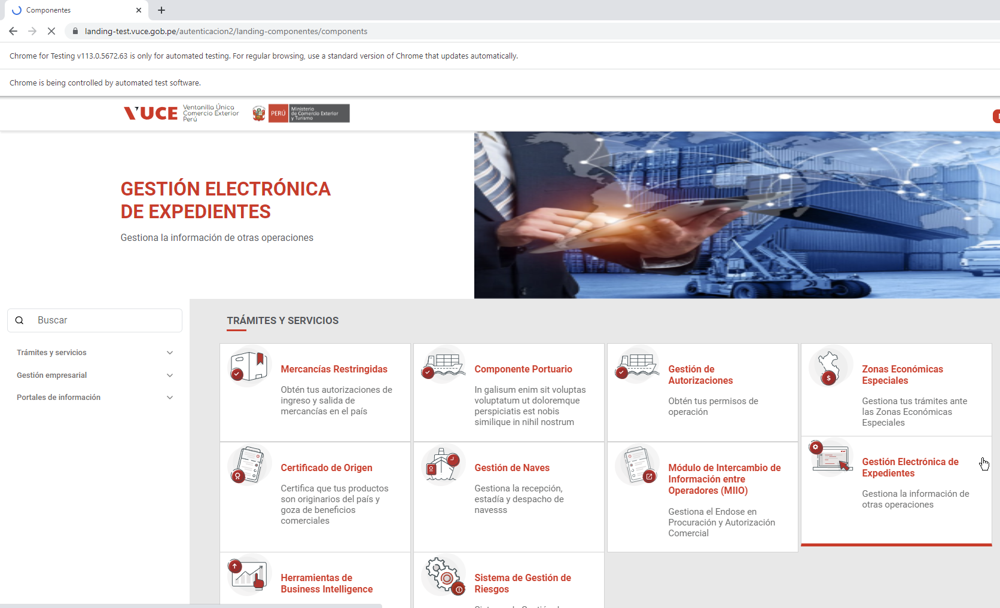 Componentes
landing-test.vuce.gob.pe/autenticacion2/landing-componentes/components
Chrome for Testing v113.0.5672.63 is only for automated testing. For regular browsing, use a standard version of Chrome that updates automatically.
Chrome is being controlled by automated test software.
VUCE
Ventanilla Única
Comercio Exterior
Perú
PERÚ
Ministerio
de Comercio Exterior
y Turismo
GESTIÓN ELECTRÓNICA
DE EXPEDIENTES
Gestiona la información de otras operaciones
Buscar
Trámites y servicios
Gestión empresarial
Portales de información
TRÁMITES Y SERVICIOS
Mercancías Restringidas
Obtén tus autorizaciones de
ingreso y salida de
mercancías en el país
Componente Portuario
In galisum enim sit voluptas
voluptatum ut doloremque
perspiciatis est nobis
similique in nihil nostrum
Gestión de
Autorizaciones
Obtén tus permisos de
operación
Zonas Económicas
Especiales
Gestiona tus trámites ante
las Zonas Económicas
Especiales
Certificado de Origen
Certifica que tus productos
son originarios del país y
goza de beneficios
comerciales
Gestión de Naves
Gestiona la recepción,
estadía y despacho de
navesss
Módulo de Intercambio de
Información entre
Operadores (MIIO)
Gestiona el Endose en
Procuración y Autorización
Comercial
Gestión Electrónica de
Expedientes
Gestiona la información de
otras operaciones
Herramientas de
Business Intelligence
Sistema de Gestión de
Riesgos